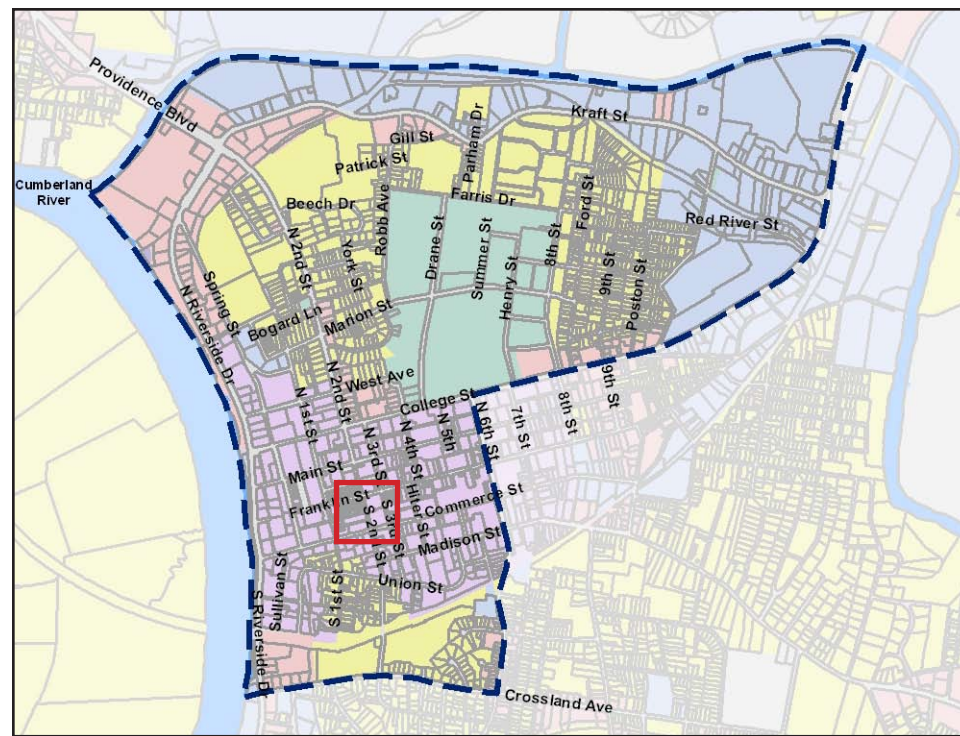 Providence Blvd
Kraft St
Gill St
Parham Dr
Patrick St
Cumberland
River
Farris Dr
Beech Dr
Robb Ave
Ford St
Red River St
N 2nd St
York St
Drane St
Summer St
8th St
Henry St
9th St
Poston St
Spring St
N Riverside Dr
Bogard Ln
Marion St
West Ave
N 2nd St
College St
N 1st St
N 5th
N 6th St
7th St
8th St
9th St
N 3rd S
N 4th St
Main St
Franklin St
Hiter St
Commerce St
S 3rd St
S 2nd St
Madison St
Sullivan St
S 1st St
Union St
S Riverside Dr
Crossland Ave